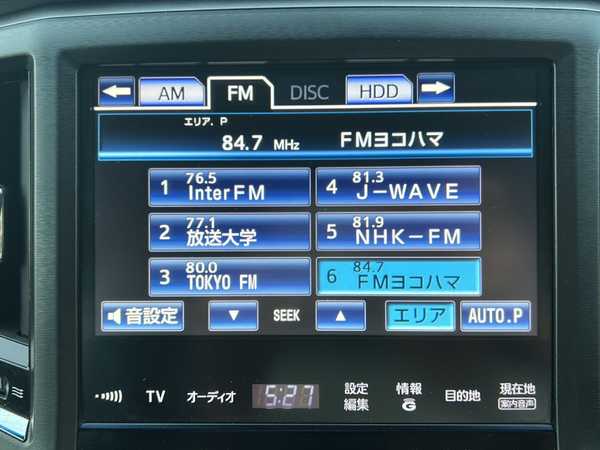 AM FM DISC HDD
エリア. P
84.7 MHz FMヨコハマ
1 76.5 InterFM
4 81.3 J-WAVE
2 77.1 放送大学
5 81.9 NHK-FM
3 80.0 TOKYO FM
6 84.7 FMヨコハマ
音設定 SEEK エリア AUTO.P
TV オーディオ 5:27 設定編集 情報G 目的地 現在地 案内音声